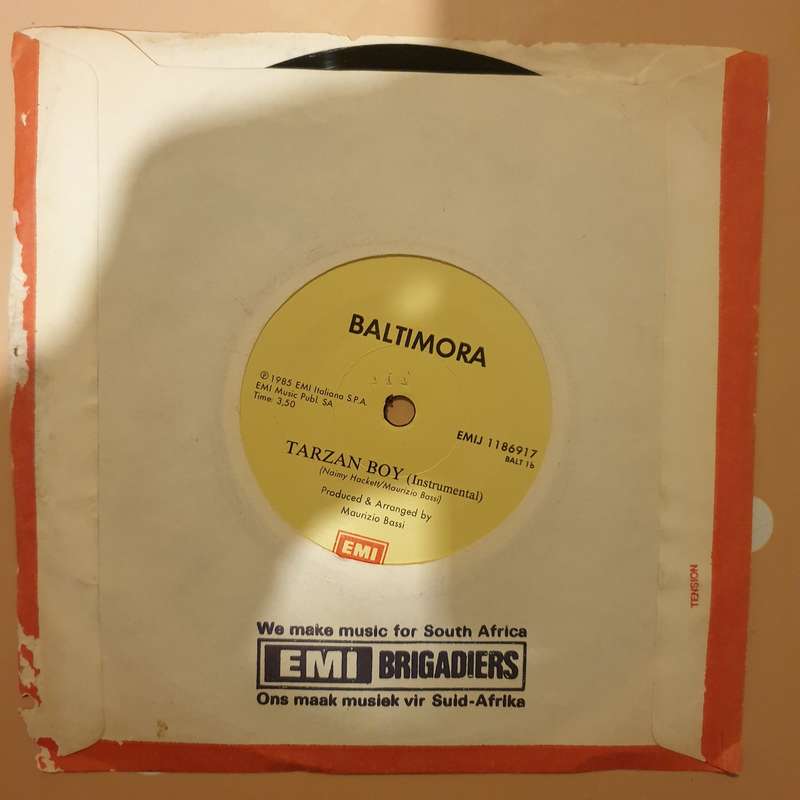 BALTIMORA
℗ 1985 EMI Italiana S.P.A.
EMI Music Publ. SA
Time: 3,50
EMIJ 1186917
BALT 1b
TARZAN BOY (Instrumental)
(Naimy Hackett/Maurizio Bassi)
Produced & Arranged by
Maurizio Bassi
EMI
TENSION
We make music for South Africa
EMI BRIGADIERS
Ons maak musiek vir Suid-Afrika